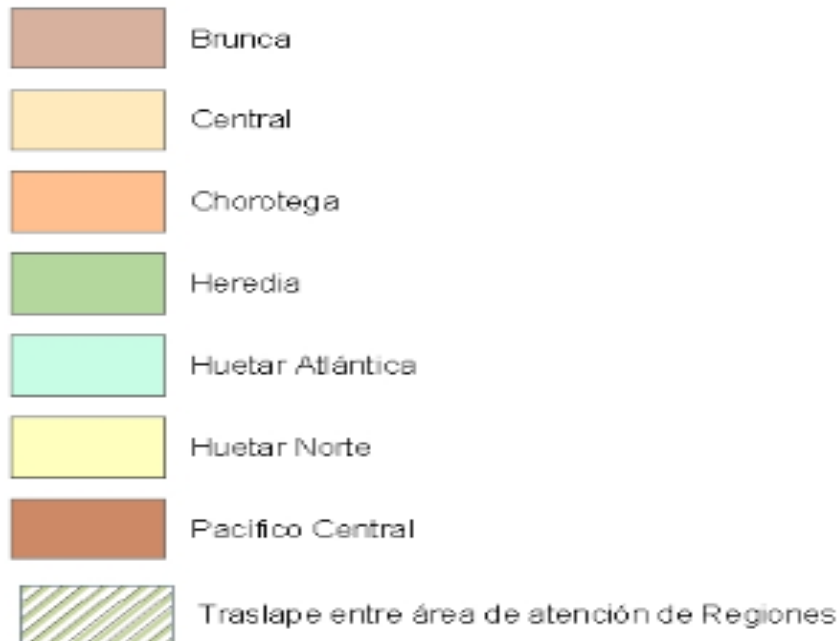 Brunca
Central
Chorotega
Heredia
Huetar Atlántica
Huetar Norte
Pacifico Central
Traslape entre área de atención de Regiones